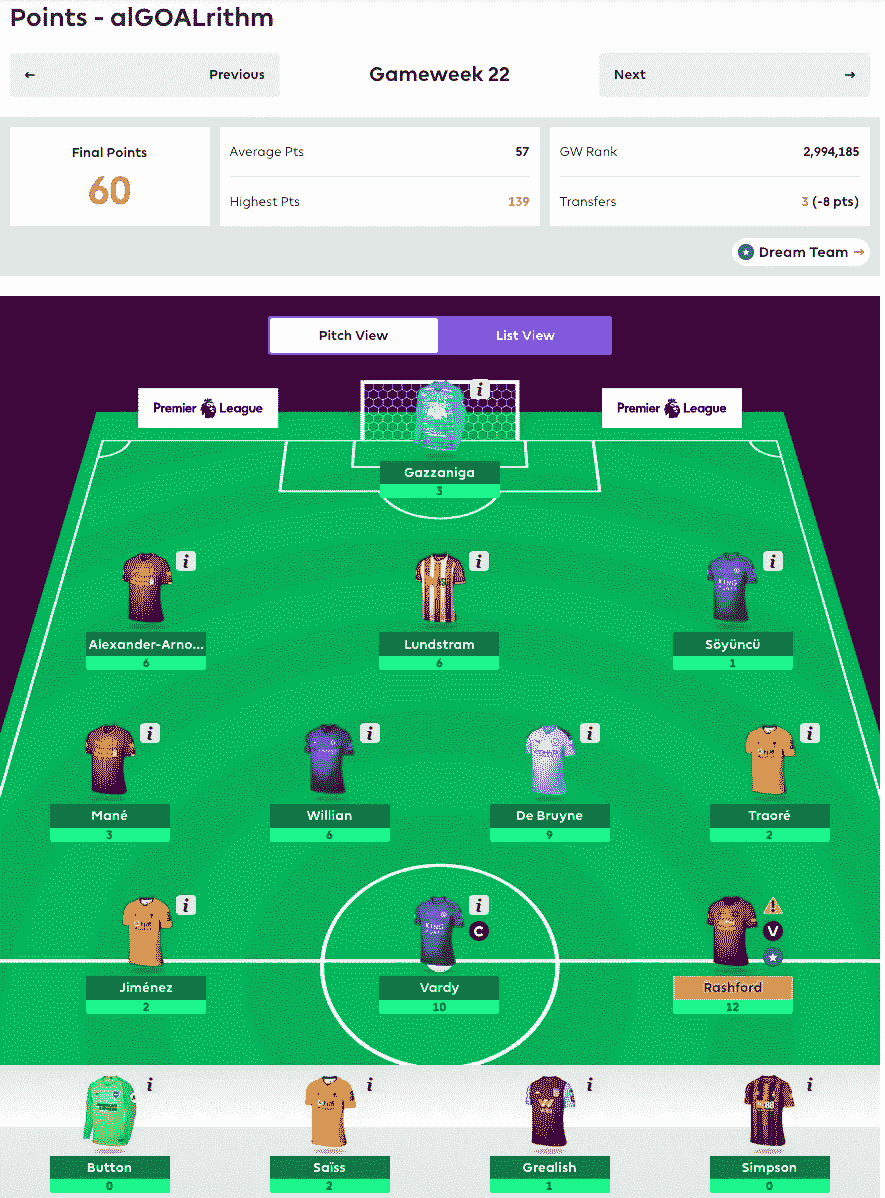 Points - alGOALrithm
← Previous Gameweek 22 Next →
Final Points
60
Average Pts 57
Highest Pts 139
GW Rank 2,994,185
Transfers 3 (-8 pts)
Dream Team →
Pitch View List View
Premier League Premier League
Gazzaniga
3
Alexander-Arno... Lundstram Söyüncü
6 6 1
Mané Willian De Bruyne Traoré
3 6 9 2
C V
Jiménez Vardy Rashford
2 10 12
Button Saïss Grealish Simpson
0 2 1 0